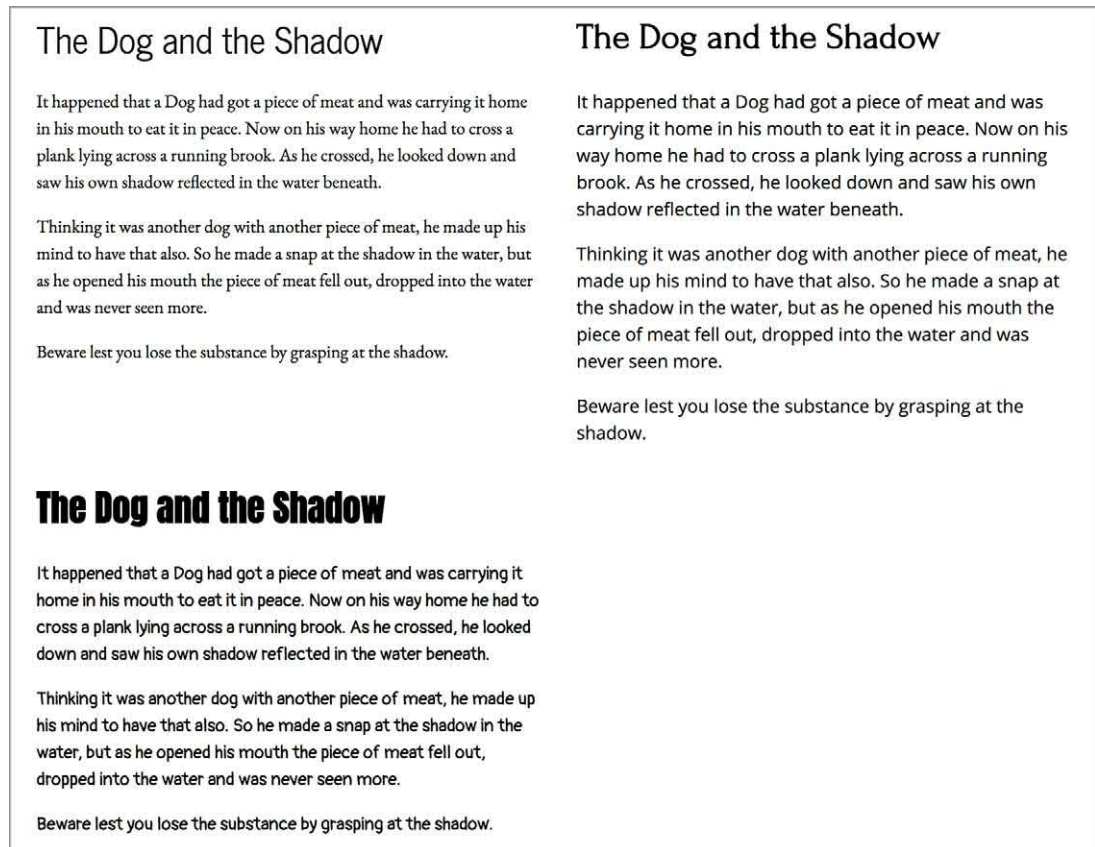 The Dog and the Shadow
It happened that a Dog had got a piece of meat and was carrying it home
in his mouth to eat it in peace. Now on his way home he had to cross a
plank lying across a running brook. As he crossed, he looked down and
saw his own shadow reflected in the water beneath.
Thinking it was another dog with another piece of meat, he made up his
mind to have that also. So he made a snap at the shadow in the water, but
as he opened his mouth the piece of meat fell out, dropped into the water
and was never seen more.
Beware lest you lose the substance by grasping at the shadow.
The Dog and the Shadow
It happened that a Dog had got a piece of meat and was
carrying it home in his mouth to eat it in peace. Now on his
way home he had to cross a plank lying across a running
brook. As he crossed, he looked down and saw his own
shadow reflected in the water beneath.
Thinking it was another dog with another piece of meat, he
made up his mind to have that also. So he made a snap at
the shadow in the water, but as he opened his mouth the
piece of meat fell out, dropped into the water and was
never seen more.
Beware lest you lose the substance by grasping at the
shadow.
The Dog and the Shadow
It happened that a Dog had got a piece of meat and was carrying it
home in his mouth to eat it in peace. Now on his way home he had to
cross a plank lying across a running brook. As he crossed, he looked
down and saw his own shadow reflected in the water beneath.
Thinking it was another dog with another piece of meat, he made up
his mind to have that also. So he made a snap at the shadow in the
water, but as he opened his mouth the piece of meat fell out,
dropped into the water and was never seen more.
Beware lest you lose the substance by grasping at the shadow.